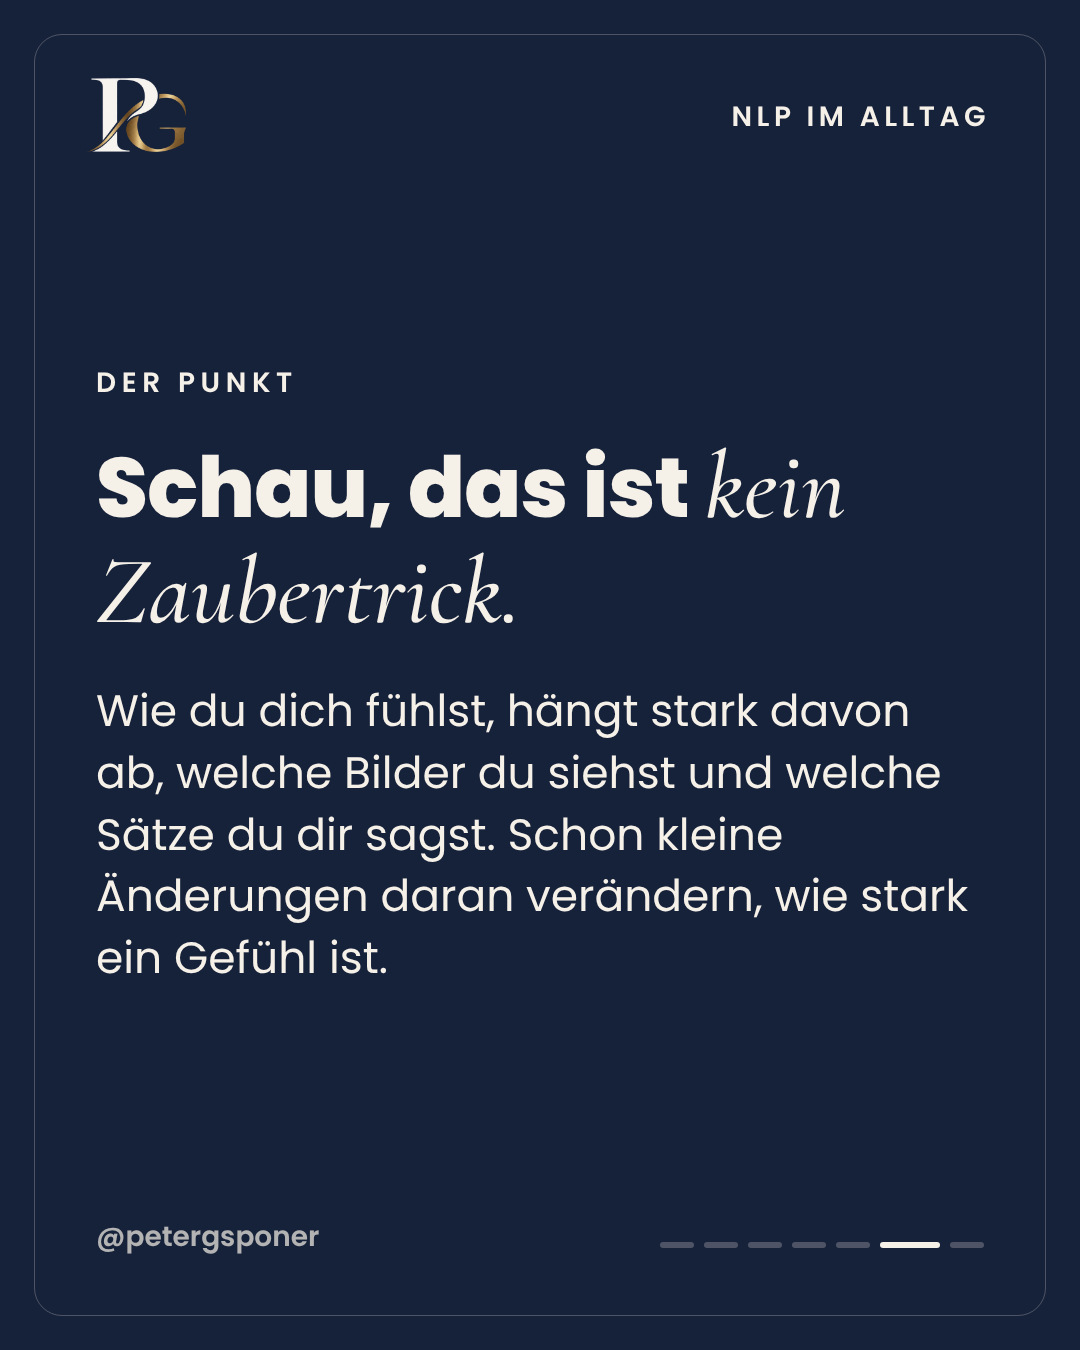 PG
NLP IM ALLTAG
DER PUNKT
Schau, das ist kein
Zaubertrick.
Wie du dich fühlst, hängt stark davon
ab, welche Bilder du siehst und welche
Sätze du dir sagst. Schon kleine
Änderungen daran verändern, wie stark
ein Gefühl ist.
@petergsponer